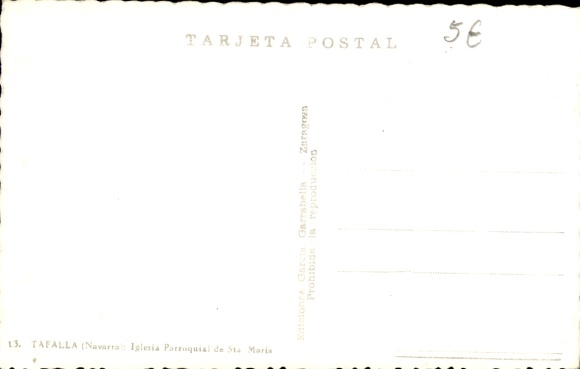 TARJETA POSTAL
5€
Ediciones García Garrabella - Zaragoza
Prohibida la reproducción
13. TAFALLA (Navarra): Iglesia Parroquial de Sta. María